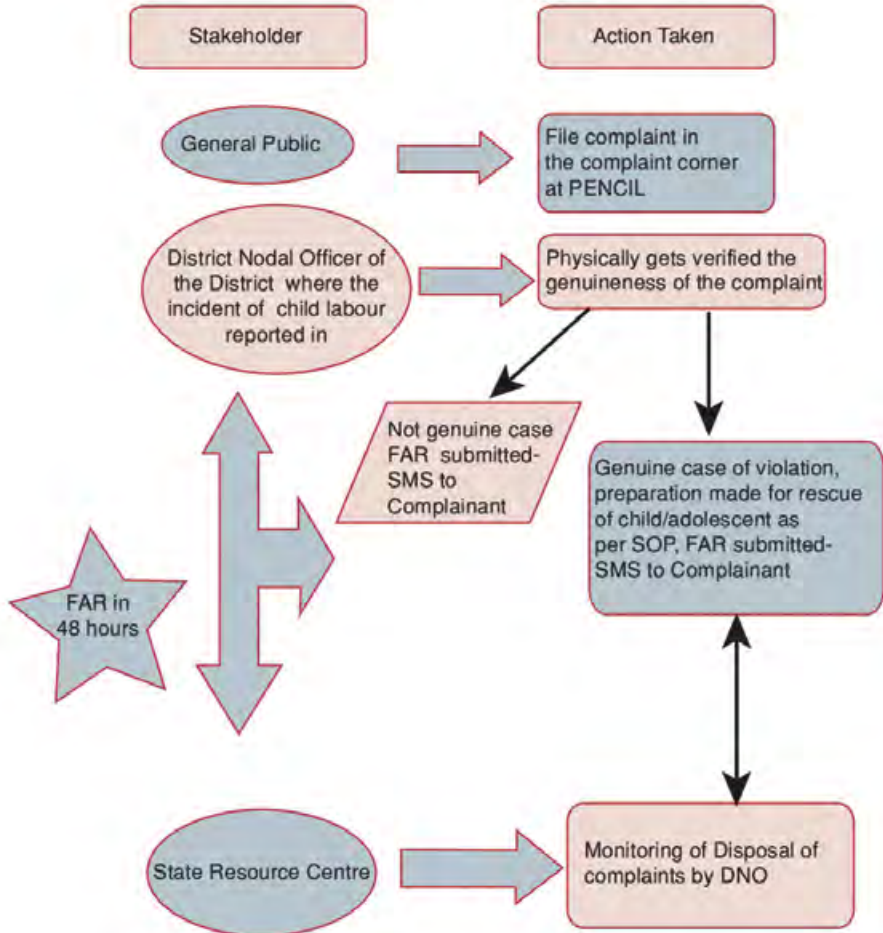 Stakeholder
Action Taken
General Public
File complaint in
the complaint corner
at PENCIL
District Nodal Officer of
the District where the
incident of child labour
reported in
Physically gets verified the
genuineness of the complaint
Not genuine case
FAR submitted-
SMS to
Complainant
Genuine case of violation,
preparation made for rescue
of child/adolescent as
per SOP, FAR submitted-
SMS to Complainant
FAR in
48 hours
State Resource Centre
Monitoring of Disposal of
complaints by DNO